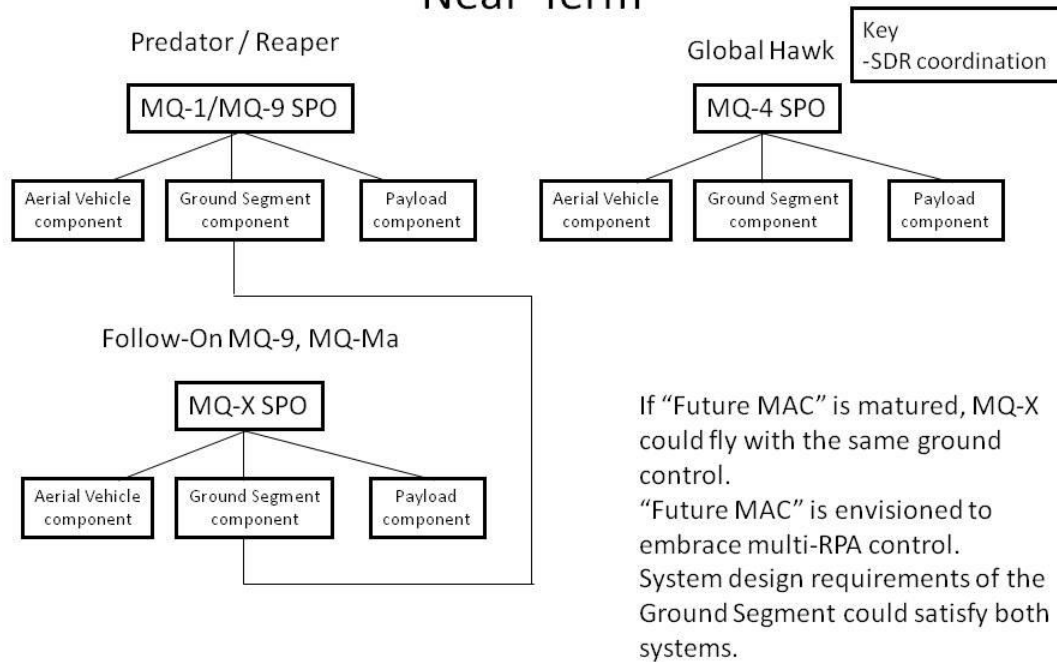 Near-Term
Key
-SDR coordination
Predator / Reaper
MQ-1/MQ-9 SPO
Aerial Vehicle
component
Ground Segment
component
Payload
component
Global Hawk
MQ-4 SPO
Aerial Vehicle
component
Ground Segment
component
Payload
component
Follow-On MQ-9, MQ-Ma
MQ-X SPO
Aerial Vehicle
component
Ground Segment
component
Payload
component
If “Future MAC” is matured, MQ-X
could fly with the same ground
control.
“Future MAC” is envisioned to
embrace multi-RPA control.
System design requirements of the
Ground Segment could satisfy both
systems.